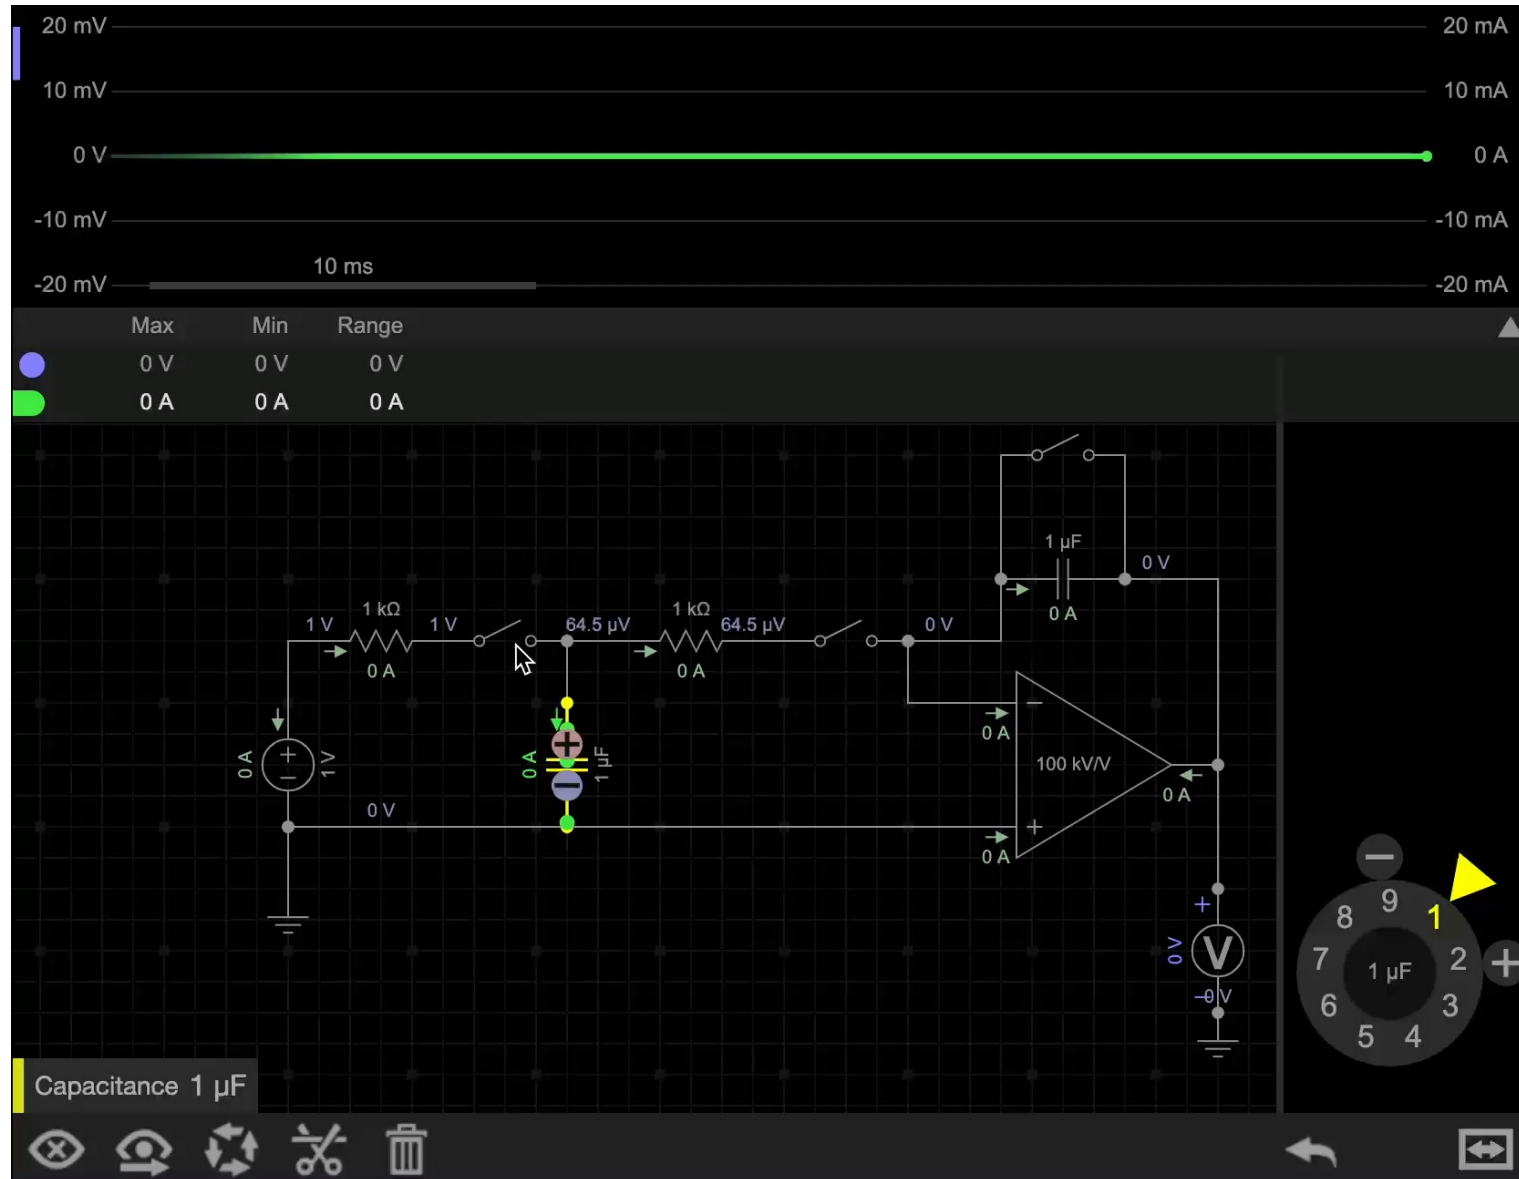 20 mV 20 mA
10 mV 10 mA
0 V 0 A
-10 mV -10 mA
10 ms
-20 mV -20 mA
Max Min Range
0 V 0 V 0 V
0 A 0 A 0 A
1 µF
0 V
0 A
1 kΩ 1 kΩ
1 V 1 V 64.5 µV 64.5 µV 0 V
0 A 0 A
0 A
0 A 1 V 0 A 1 µF 100 kV/V
0 A
0 V
0 A
0 V V
0 V
9
8 1
7 1 µF 2
6 3
5 4
Capacitance 1 µF